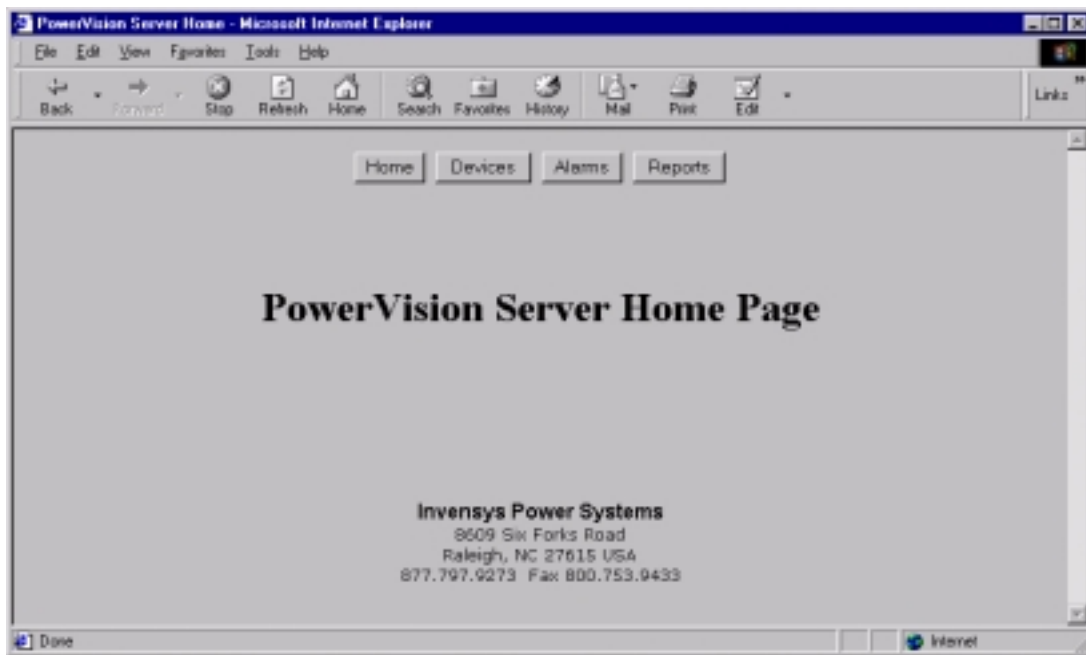 PowerVision Server Home - Microsoft Internet Explorer
File Edit View Favorites Tools Help
Back Forward Stop Refresh Home Search Favorites History Mail Print Edit Links »
Home Devices Alarms Reports
PowerVision Server Home Page
Invensys Power Systems
8609 Six Forks Road
Raleigh, NC 27615 USA
877.797.9273 Fax 800.753.9433
Done Internet